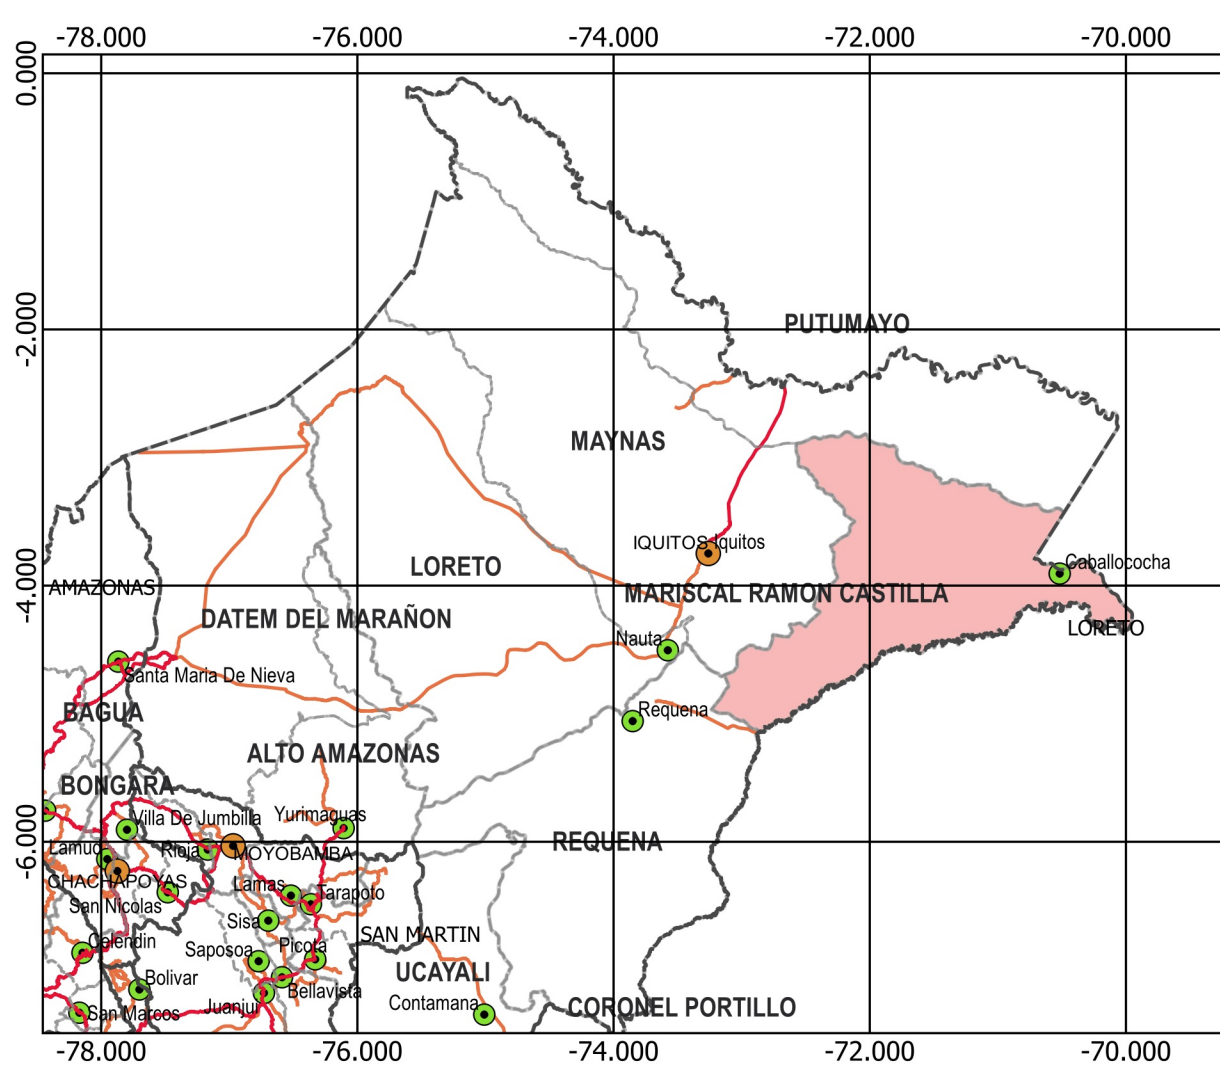 -78.000 -76.000 -74.000 -72.000 -70.000
0.000
PUTUMAYO
-2.000
MAYNAS
IQUITOS Iquitos
Caballococha
LORETO
-4.000
AMAZONAS
MARISCAL RAMON CASTILLA
DATEM DEL MARAÑON
LORETO
Nauta
Santa Maria De Nieva
Requena
BAGUA
ALTO AMAZONAS
BONGARA
Villa De Jumbilla
Yurimaguas
-6.000
REQUENA
Lamud
Rioja
MOYOBAMBA
CHACHAPOYAS
Lamas
Tarapoto
San Nicolas
Sisa
SAN MARTIN
Celendin
Saposoa
Picota
UCAYALI
Bolivar
Bellavista
Contamana
CORONEL PORTILLO
San Marcos
Juanjui
-78.000 -76.000 -74.000 -72.000 -70.000